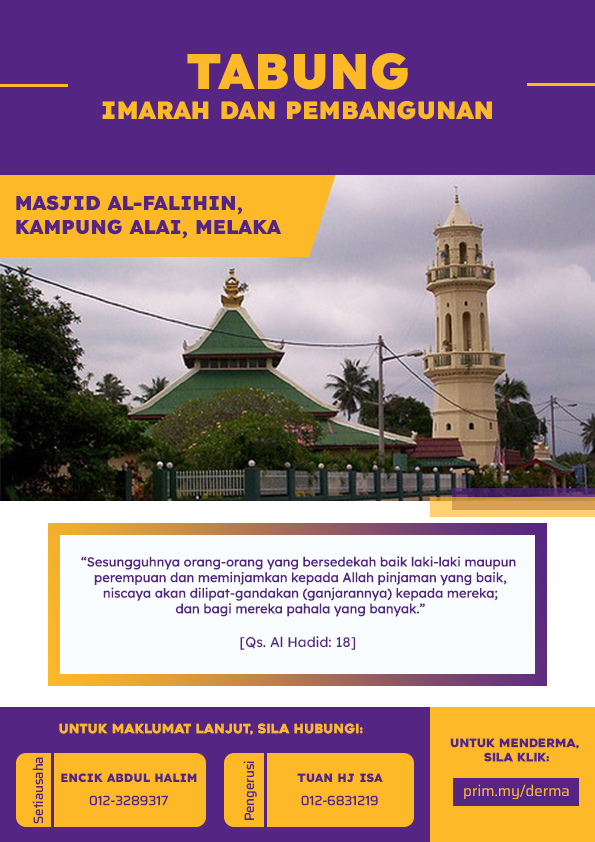 TABUNG
IMARAH DAN PEMBANGUNAN
MASJID AL-FALIHIN,
KAMPUNG ALAI, MELAKA
“Sesungguhnya orang-orang yang bersedekah baik laki-laki maupun
perempuan dan meminjamkan kepada Allah pinjaman yang baik,
niscaya akan dilipat-gandakan (ganjarannya) kepada mereka;
dan bagi mereka pahala yang banyak.”
[Qs. Al Hadid: 18]
UNTUK MAKLUMAT LANJUT, SILA HUBUNGI:
Setiausaha
ENCIK ABDUL HALIM
012-3289317
Pengerusi
TUAN HJ ISA
012-6831219
UNTUK MENDERMA,
SILA KLIK:
prim.my/derma